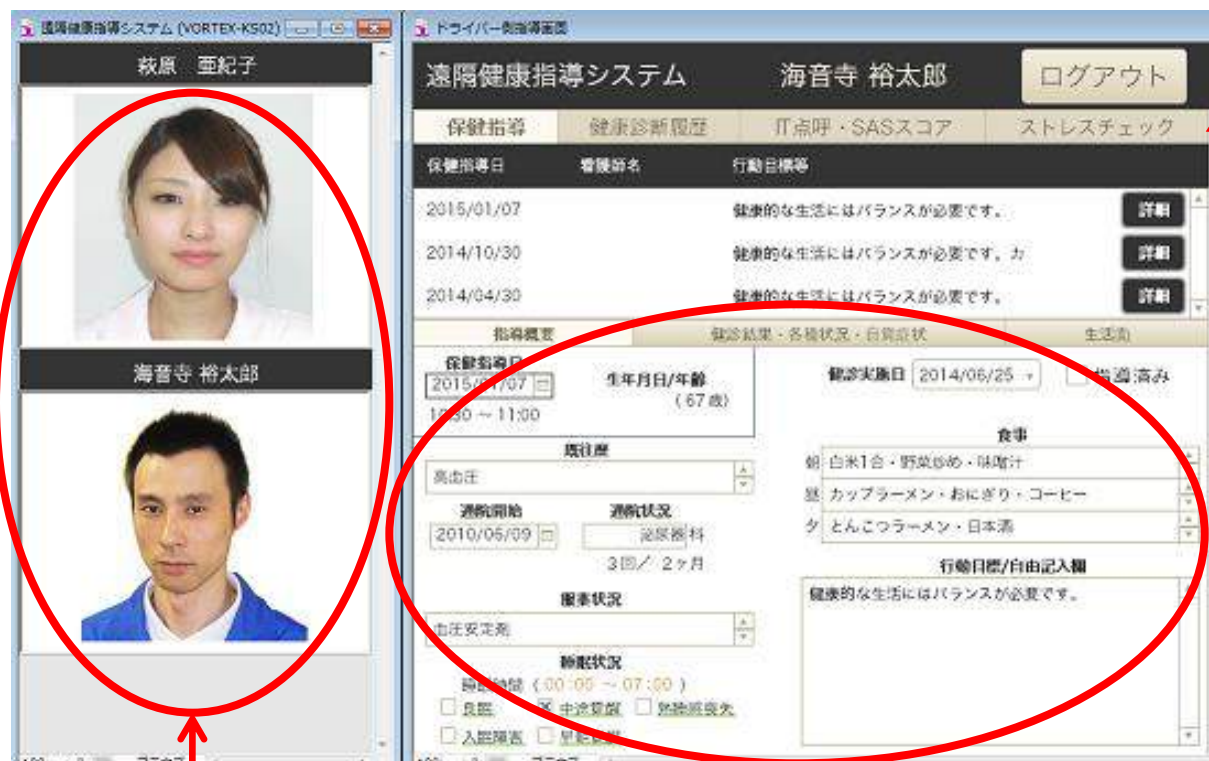 遠隔健康指導システム (VORTEX-KS02)
萩原 亜紀子
海音寺 裕太郎
ドライバー側指導画面
遠隔健康指導システム 海音寺 裕太郎 ログアウト
保健指導 健康診断履歴 IT点呼・SASスコア ストレスチェック
保健指導日 看護師名 行動目標等
2015/01/07 健康的な生活にはバランスが必要です。 詳細
2014/10/30 健康的な生活にはバランスが必要です。カ 詳細
2014/04/30 健康的な生活にはバランスが必要です。 詳細
指導概要 健診結果・各種状況・自覚症状 生活面
保健指導日
2015/01/07
10:30 ～ 11:00
生年月日/年齢
(67歳)
健診実施日 2014/06/25 指導済み
既往歴
高血圧
通院開始 通院状況
2010/05/09 泌尿器科
3回/ 2ヶ月
服薬状況
血圧安定剤
睡眠状況
睡眠時間 ( 00:00 ～ 07:00 )
良眠 中途覚醒 熟睡感喪失
入眠障害 早朝覚醒
食事
朝 白米1合・野菜炒め・味噌汁
昼 カップラーメン・おにぎり・コーヒー
夕 とんこつラーメン・日本酒
行動目標/自由記入欄
健康的な生活にはバランスが必要です。